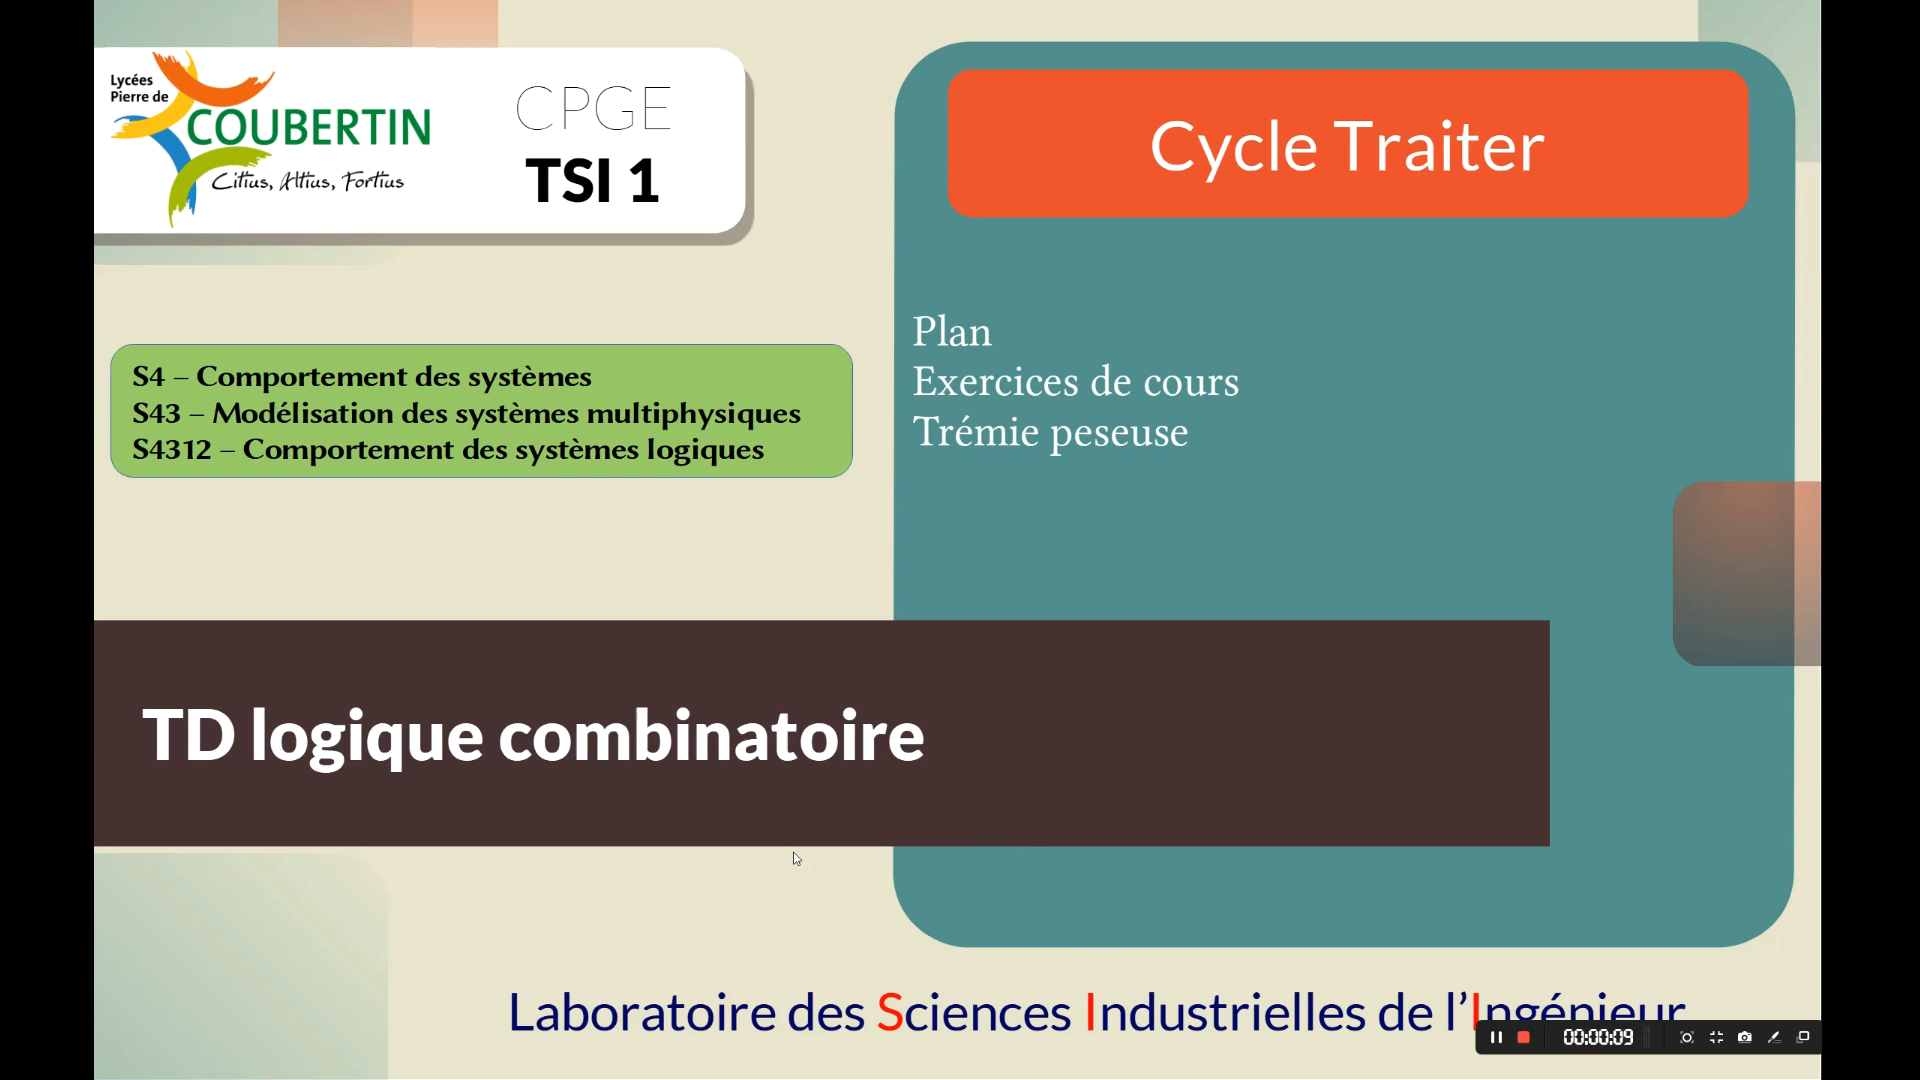 Lycées
Pierre de
COUBERTIN
Citius, Altius, Fortius
CPGE
TSI 1
Cycle Traiter
Plan
Exercices de cours
Trémie peseuse
S4 – Comportement des systèmes
S43 – Modélisation des systèmes multiphysiques
S4312 – Comportement des systèmes logiques
TD logique combinatoire
Laboratoire des Sciences Industrielles de l’Ingénieur
00:00:09